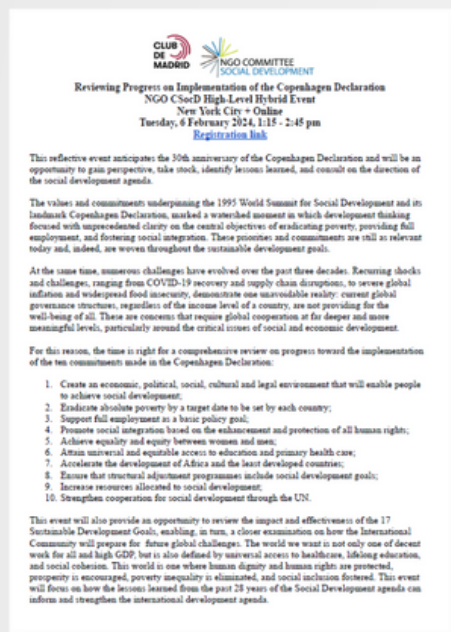 CLUB
DE
MADRID
NGO COMMITTEE
SOCIAL DEVELOPMENT
Reviewing Progress on Implementation of the Copenhagen Declaration
NGO CSocD High-Level Hybrid Event
New York City + Online
Tuesday, 6 February 2024, 1:15 - 2:45 pm
Registration link
This reflective event anticipates the 30th anniversary of the Copenhagen Declaration and will be an
opportunity to gain perspective, take stock, identify lessons learned, and consult on the direction of
the social development agenda.
The values and commitments underpinning the 1995 World Summit for Social Development and its
landmark Copenhagen Declaration, marked a watershed moment in which development thinking
focused with unprecedented clarity on the central objectives of eradicating poverty, providing full
employment, and fostering social integration. These priorities and commitments are still as relevant
today and, indeed, are woven throughout the sustainable development goals.
At the same time, numerous challenges have evolved over the past three decades. Recurring shocks
and challenges, ranging from COVID-19 recovery and supply chain disruptions, to severe global
inflation and widespread food insecurity, demonstrate one unavoidable reality: current global
governance structures, regardless of the income level of a country, are not providing for the
well-being of all. These are concerns that require global cooperation at far deeper and more
meaningful levels, particularly around the critical issues of social and economic development.
For this reason, the time is right for a comprehensive review on progress toward the implementation
of the ten commitments made in the Copenhagen Declaration:
1. Create an economic, political, social, cultural and legal environment that will enable people
to achieve social development;
2. Eradicate absolute poverty by a target date to be set by each country;
3. Support full employment as a basic policy goal;
4. Promote social integration based on the enhancement and protection of all human rights;
5. Achieve equality and equity between women and men;
6. Attain universal and equitable access to education and primary health care;
7. Accelerate the development of Africa and the least developed countries;
8. Ensure that structural adjustment programmes include social development goals;
9. Increase resources allocated to social development;
10. Strengthen cooperation for social development through the UN.
This event will also provide an opportunity to review the impact and effectiveness of the 17
Sustainable Development Goals, enabling, in turn, a closer examination on how the International
Community will prepare for future global challenges. The world we want is not only one of decent
work for all and high GDP, but is also defined by universal access to healthcare, lifelong education,
and social cohesion. This world is one where human dignity and human rights are protected,
prosperity is encouraged, poverty inequality is eliminated, and social inclusion fostered. This event
will focus on how the lessons learned from the past 28 years of the Social Development agenda can
inform and strengthen the international development agenda.